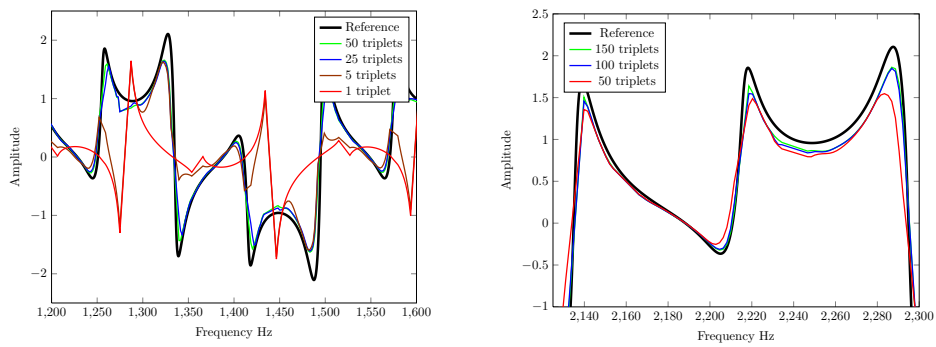 Reference
50 triplets
25 triplets
5 triplets
1 triplet
2
1
0
−1
−2
Amplitude
1,200 1,250 1,300 1,350 1,400 1,450 1,500 1,550 1,600
Frequency Hz
Reference
150 triplets
100 triplets
50 triplets
2.5
2
1.5
1
0.5
0
−0.5
−1
Amplitude
2,140 2,160 2,180 2,200 2,220 2,240 2,260 2,280 2,300
Frequency Hz